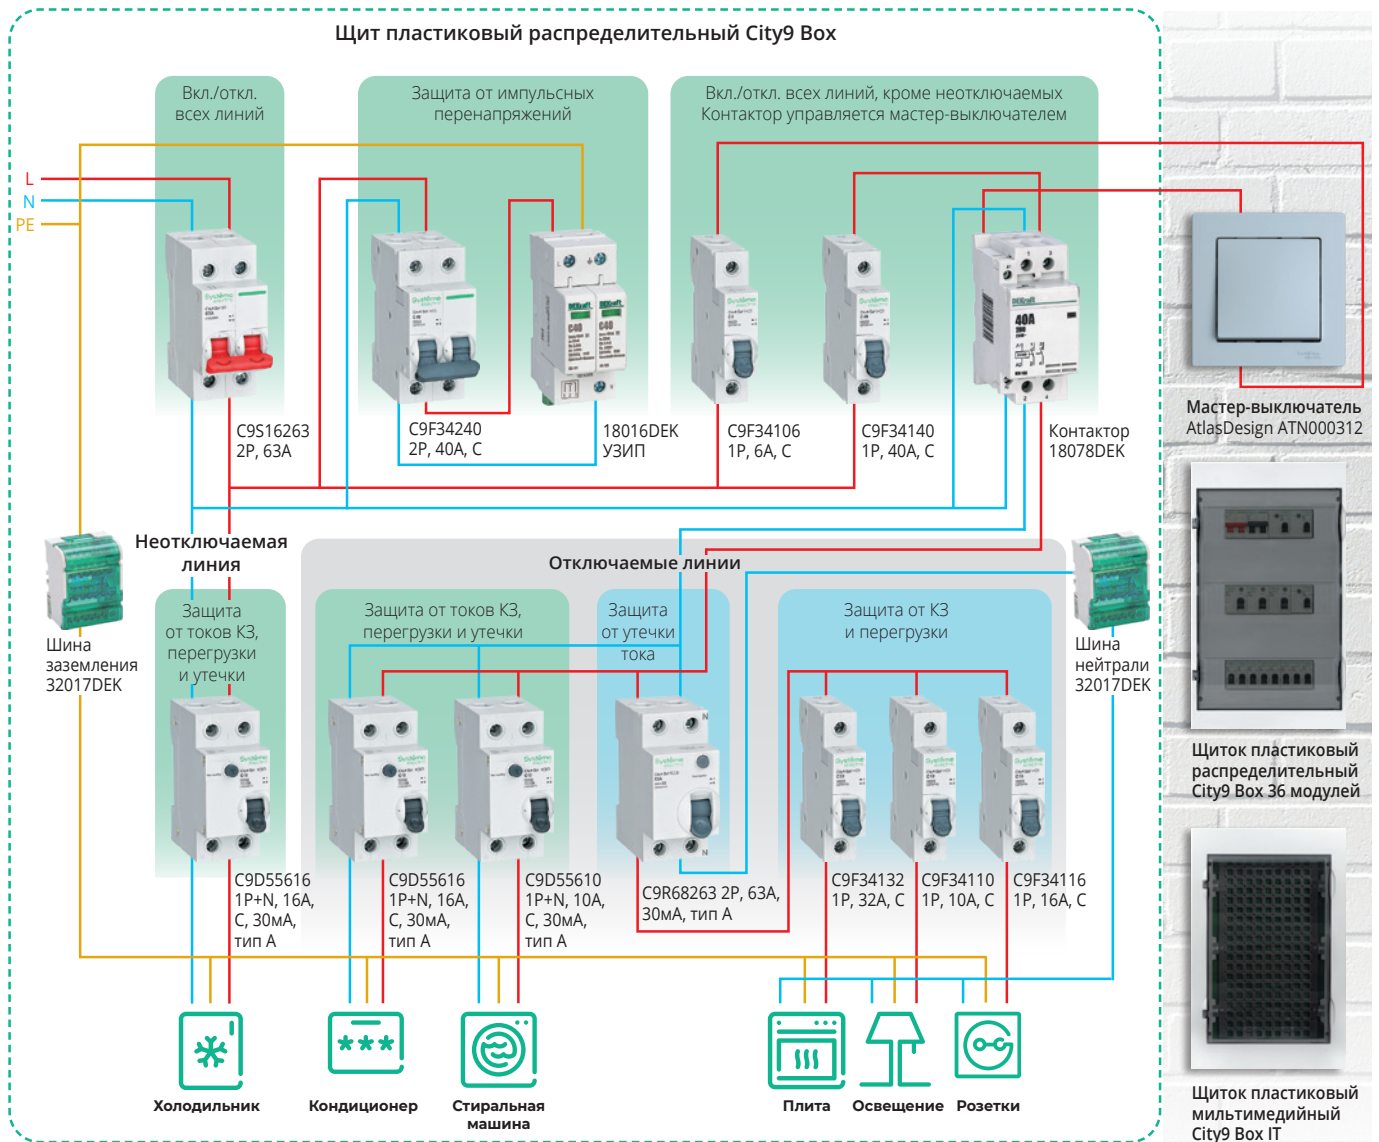 Щит пластиковый распределительный City9 Box
Вкл./откл.
всех линий
Защита от импульсных
перенапряжений
Вкл./откл. всех линий, кроме неотключаемых
Контактор управляется мастер-выключателем
L
N
PE
C9S16263
2P, 63A
C9F34240
2P, 40A, C
18016DEK
УЗИП
C9F34106
1P, 6A, C
C9F34140
1P, 40A, C
40A
Контактор
18078DEK
Мастер-выключатель
AtlasDesign ATN000312
Неотключаемая
линия
Отключаемые линии
Шина
заземления
32017DEK
Защита
от токов КЗ,
перегрузки
и утечки
Защита от токов КЗ,
перегрузки и утечки
Защита
от утечки
тока
Защита от КЗ
и перегрузки
Шина
нейтрали
32017DEK
C9D55616
1P+N, 16A,
C, 30мА,
тип А
C9D55616
1P+N, 16A,
C, 30мА,
тип А
C9D55610
1P+N, 10A,
C, 30мА,
тип А
C9R68263 2P, 63A,
30мА, тип А
C9F34132
1P, 32A, C
C9F34110
1P, 10A, C
C9F34116
1P, 16A, C
Щиток пластиковый
распределительный
City9 Box 36 модулей
Холодильник
Кондиционер
Стиральная
машина
Плита
Освещение
Розетки
Щиток пластиковый
мильтимедийный
City9 Box IT